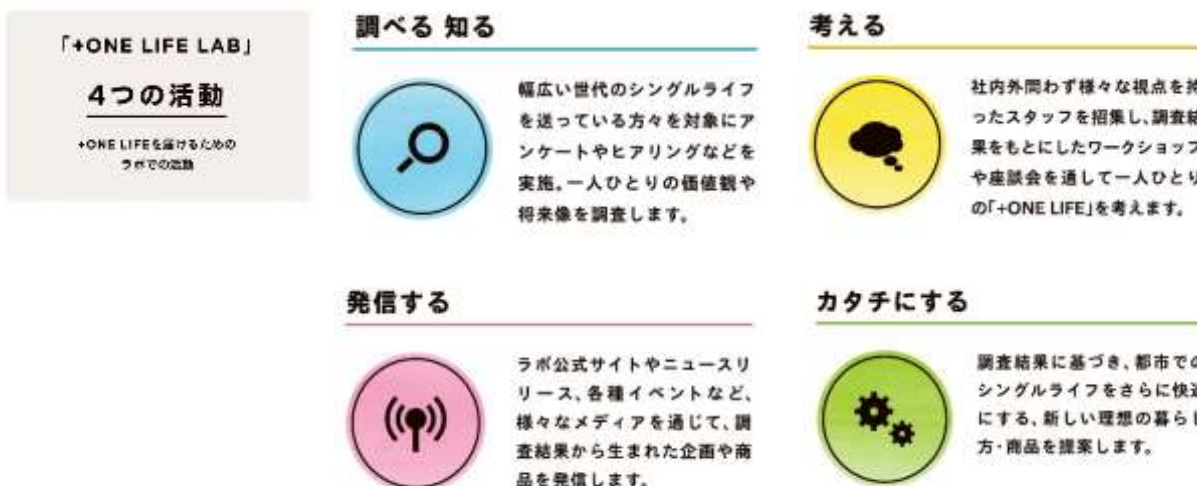 「+ONE LIFE LAB」
4つの活動
+ONE LIFEを届けるための
ラボでの活動
調べる 知る
幅広い世代のシングルライフ
を送っている方々を対象にア
ンケートやヒアリングなどを
実施。一人ひとりの価値観や
将来像を調査します。
考える
社内外問わず様々な視点を持
ったスタッフを招集し、調査結
果をもとにしたワークショップ
や座談会を通して一人ひとり
の「+ONE LIFE」を考えます。
発信する
ラボ公式サイトやニュースリ
リース、各種イベントなど、
様々なメディアを通じて、調
査結果から生まれた企画や商
品を発信します。
カタチにする
調査結果に基づき、都市での
シングルライフをさらに快適
にする、新しい理想の暮らし
方・商品を提案します。